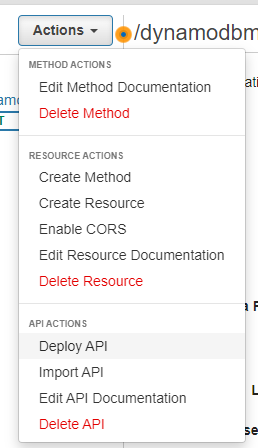 Actions
/dynamodbm
METHOD ACTIONS
Edit Method Documentation
Delete Method
RESOURCE ACTIONS
Create Method
Create Resource
Enable CORS
Edit Resource Documentation
Delete Resource
API ACTIONS
Deploy API
Import API
Edit API Documentation
Delete API